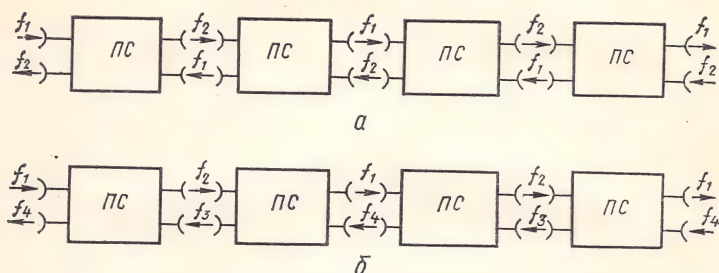 f₁ f₂ f₁ f₂ f₁
ПС ПС ПС ПС
f₂ f₁ f₂ f₁ f₂
а
f₁ f₂ f₁ f₂ f₁
ПС ПС ПС ПС
f₄ f₃ f₄ f₃ f₄
б